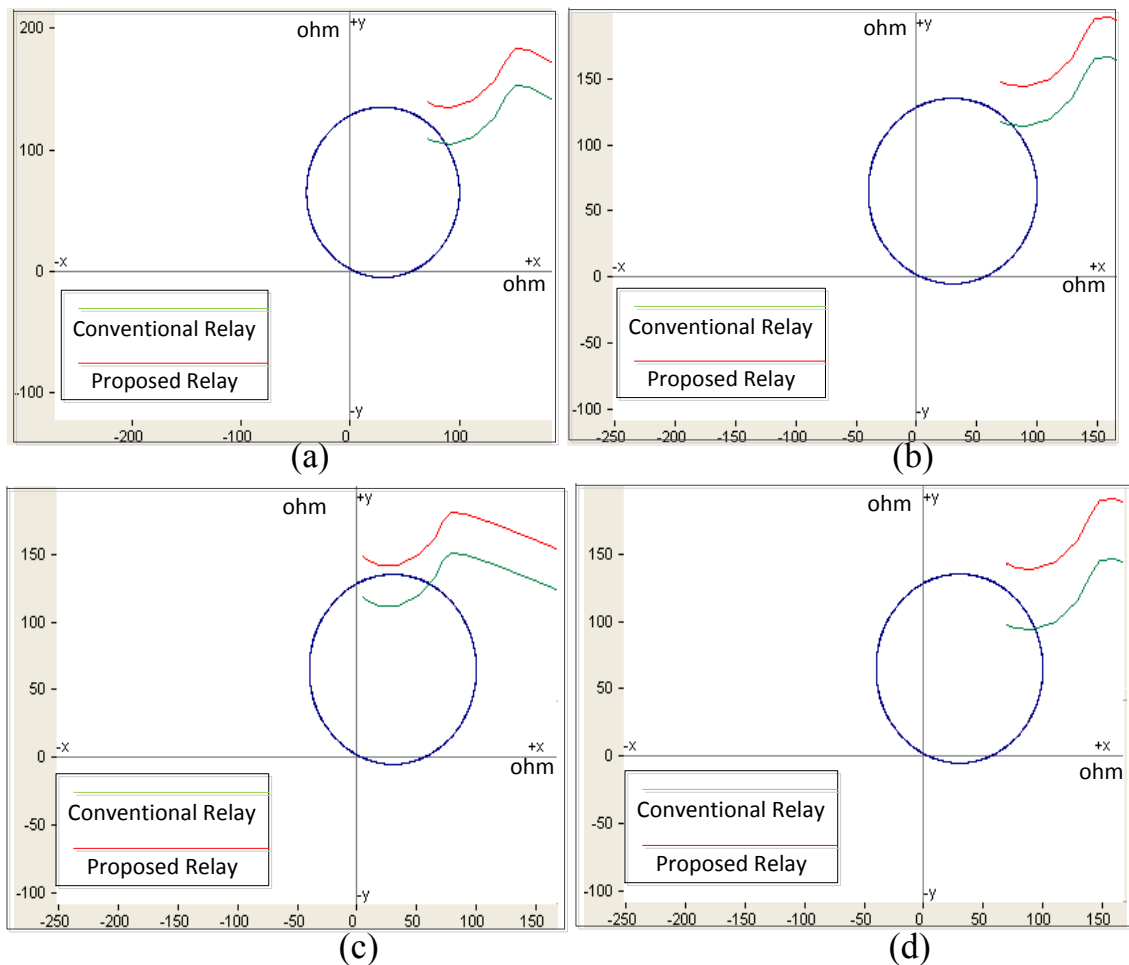 ohm +y
200
100
0 -x +x
ohm
Conventional Relay
Proposed Relay
-100 -y
-200 -100 0 100
(a)
ohm +y
150
100
50
0 -x +x
ohm
Conventional Relay
-50
Proposed Relay
-100 -y
-250 -200 -150 -100 -50 0 50 100 150
(b)
ohm +y
150
100
50
0 -x +x
ohm
Conventional Relay
-50
Proposed Relay
-100 -y
-250 -200 -150 -100 -50 0 50 100 150
(c)
ohm +y
150
100
50
0 -x +x
ohm
Conventional Relay
-50
Proposed Relay
-100 -y
-250 -200 -150 -100 -50 0 50 100 150
(d)